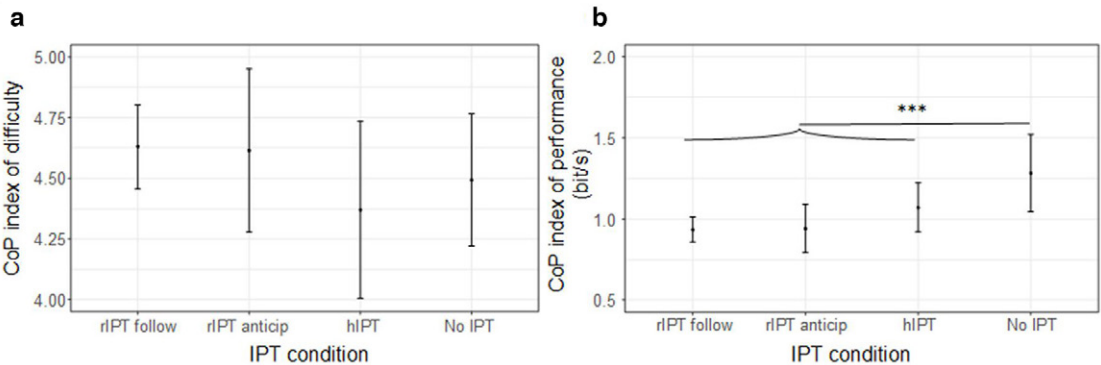 a
CoP index of difficulty
5.00
4.75
4.50
4.25
4.00
rIPT follow rIPT anticip hIPT No IPT
IPT condition
b
CoP index of performance
(bit/s)
2.0
1.5
1.0
0.5
***
rIPT follow rIPT anticip hIPT No IPT
IPT condition